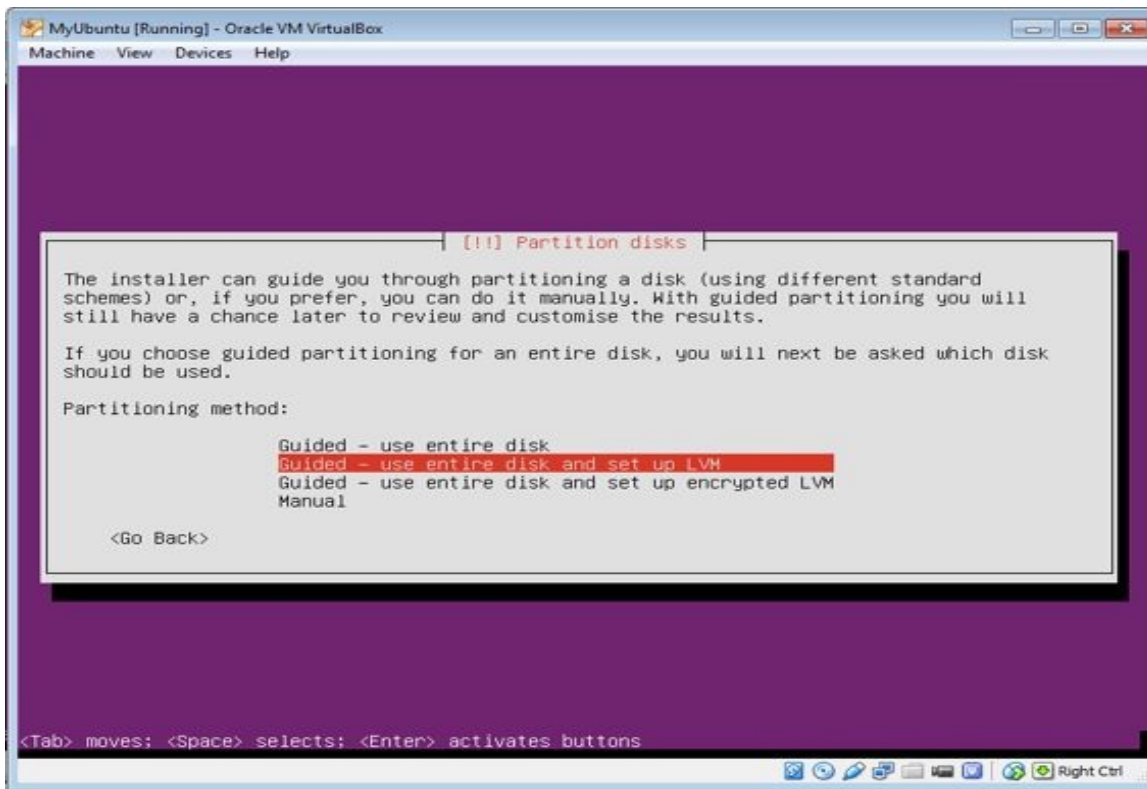 MyUbuntu [Running] - Oracle VM VirtualBox
Machine View Devices Help
[!!] Partition disks
The installer can guide you through partitioning a disk (using different standard
schemes) or, if you prefer, you can do it manually. With guided partitioning you will
still have a chance later to review and customise the results.
If you choose guided partitioning for an entire disk, you will next be asked which disk
should be used.
Partitioning method:
Guided - use entire disk
Guided - use entire disk and set up LVM
Guided - use entire disk and set up encrypted LVM
Manual
<Go Back>
<Tab> moves; <Space> selects; <Enter> activates buttons
Right Ctrl